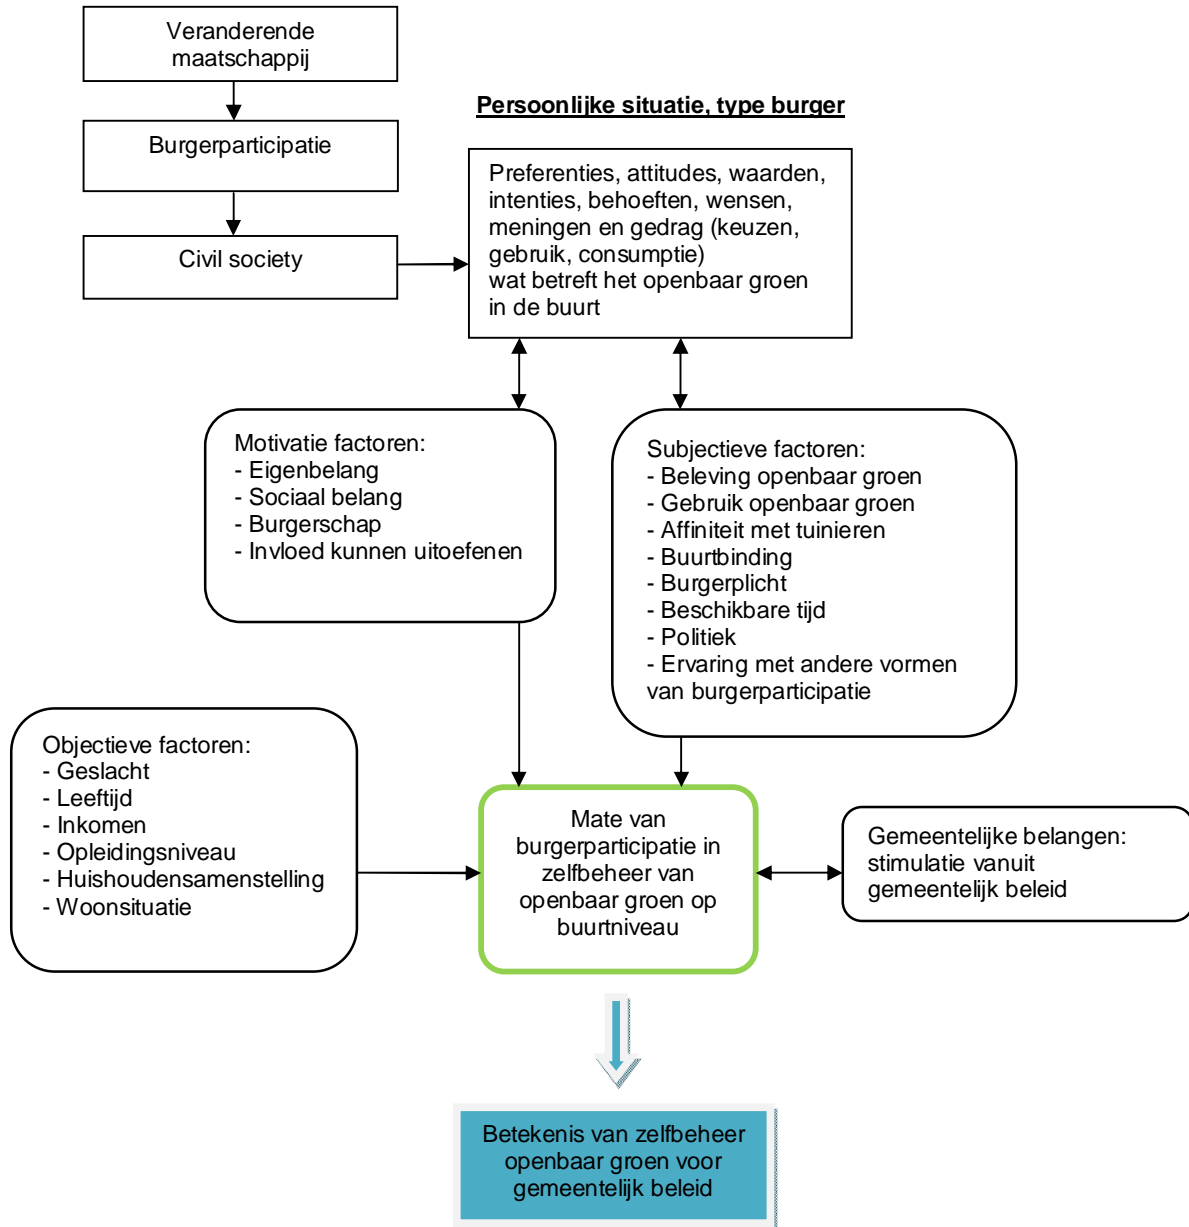 Veranderende
maatschappij
Burgerparticipatie
Civil society
Persoonlijke situatie, type burger
Preferenties, attitudes, waarden,
intenties, behoeften, wensen,
meningen en gedrag (keuzen,
gebruik, consumptie)
wat betreft het openbaar groen
in de buurt
Motivatie factoren:
- Eigenbelang
- Sociaal belang
- Burgerschap
- Invloed kunnen uitoefenen
Subjectieve factoren:
- Beleving openbaar groen
- Gebruik openbaar groen
- Affiniteit met tuinieren
- Buurtbinding
- Burgerplicht
- Beschikbare tijd
- Politiek
- Ervaring met andere vormen
van burgerparticipatie
Objectieve factoren:
- Geslacht
- Leeftijd
- Inkomen
- Opleidingsniveau
- Huishoudensamenstelling
- Woonsituatie
Mate van
burgerparticipatie in
zelfbeheer van
openbaar groen op
buurtniveau
Gemeentelijke belangen:
stimulatie vanuit
gemeentelijk beleid
Betekenis van zelfbeheer
openbaar groen voor
gemeentelijk beleid